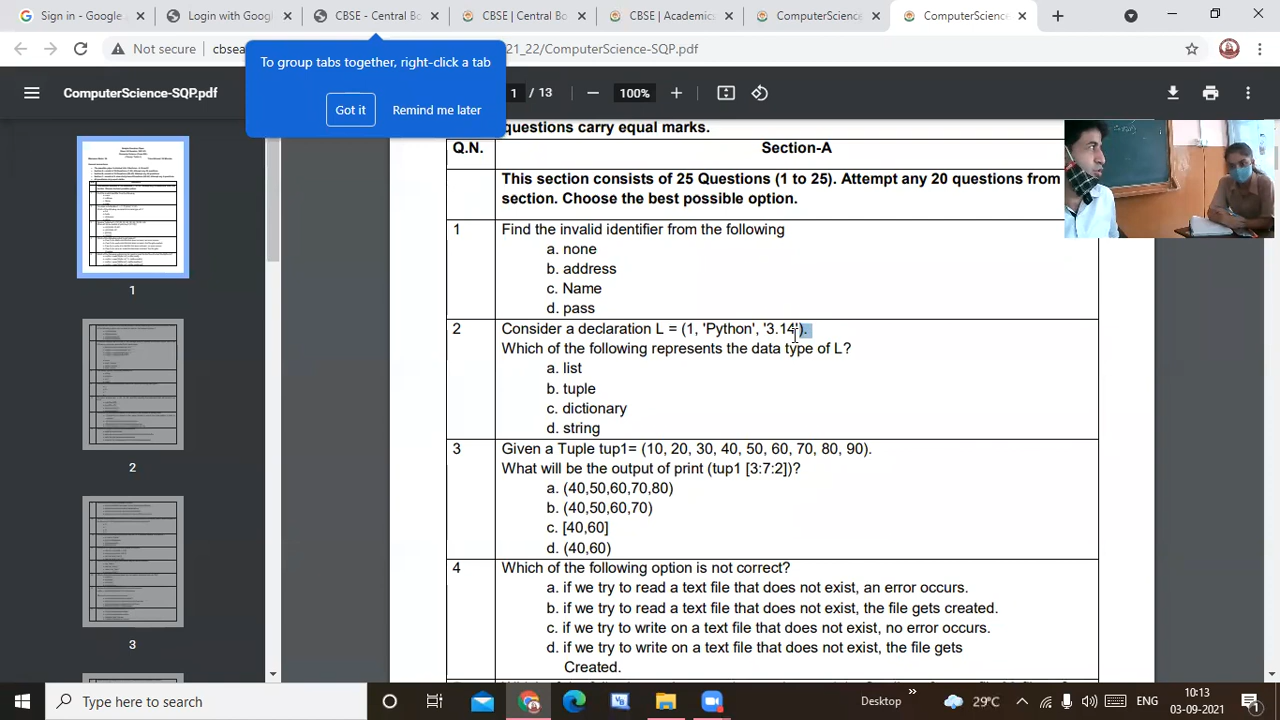 Sign in - Google
Login with Goog
CBSE - Central Bo
CBSE | Central Bo
CBSE | Academics
ComputerScience
ComputerScience
Not secure
cbsea
21_22/ComputerScience-SQP.pdf
To group tabs together, right-click a tab
Got it
Remind me later
ComputerScience-SQP.pdf
1 / 13
100%
questions carry equal marks.
Q.N.
Section-A
This section consists of 25 Questions (1 to 25). Attempt any 20 questions from
section. Choose the best possible option.
1
Find the invalid identifier from the following
a. none
b. address
c. Name
d. pass
2
Consider a declaration L = (1, 'Python', '3.14').
Which of the following represents the data type of L?
a. list
b. tuple
c. dictionary
d. string
3
Given a Tuple tup1= (10, 20, 30, 40, 50, 60, 70, 80, 90).
What will be the output of print (tup1 [3:7:2])?
a. (40,50,60,70,80)
b. (40,50,60,70)
c. [40,60]
d. (40,60)
4
Which of the following option is not correct?
a. if we try to read a text file that does not exist, an error occurs.
b. if we try to read a text file that does not exist, the file gets created.
c. if we try to write on a text file that does not exist, no error occurs.
d. if we try to write on a text file that does not exist, the file gets
Created.
1
2
3
Type here to search
Desktop
29°C
ENG
10:13
03-09-2021
1